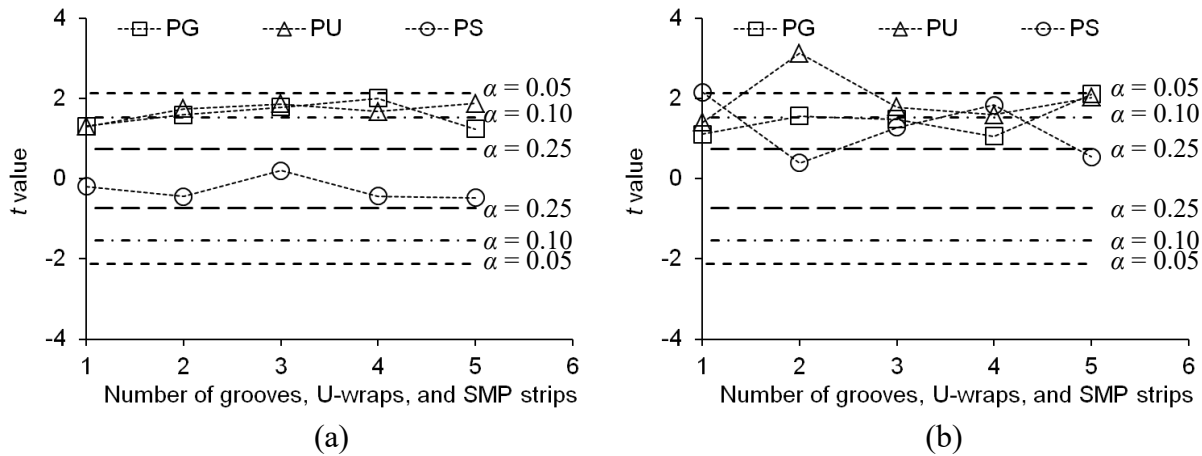 4
PG PU PS
α = 0.05
2
α = 0.10
α = 0.25
0
α = 0.25
α = 0.10
-2
α = 0.05
-4
1 2 3 4 5 6
t value
Number of grooves, U-wraps, and SMP strips
(a)
4
PG PU PS
α = 0.05
2
α = 0.10
α = 0.25
0
α = 0.25
α = 0.10
-2
α = 0.05
-4
1 2 3 4 5 6
t value
Number of grooves, U-wraps, and SMP strips
(b)